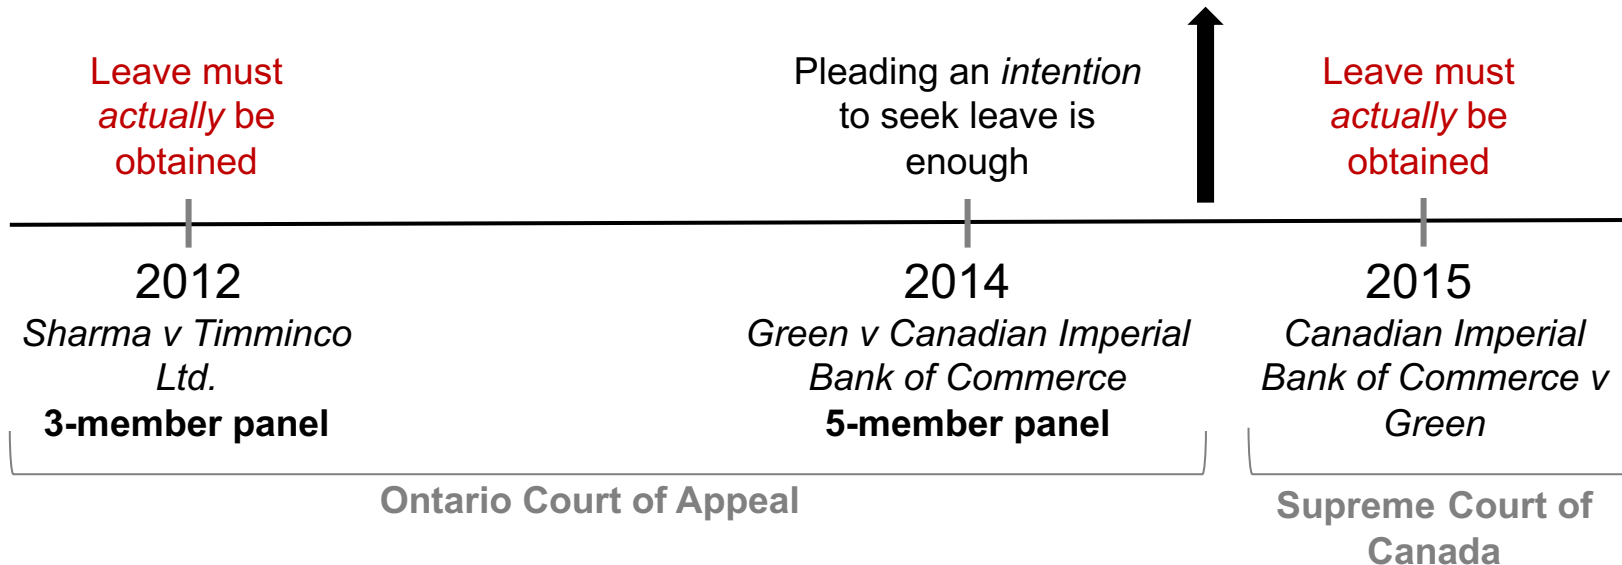 Leave must
actually be
obtained
Pleading an intention
to seek leave is
enough
Leave must
actually be
obtained
2012
Sharma v Timminco
Ltd.
3-member panel
2014
Green v Canadian Imperial
Bank of Commerce
5-member panel
2015
Canadian Imperial
Bank of Commerce v
Green
Ontario Court of Appeal
Supreme Court of
Canada